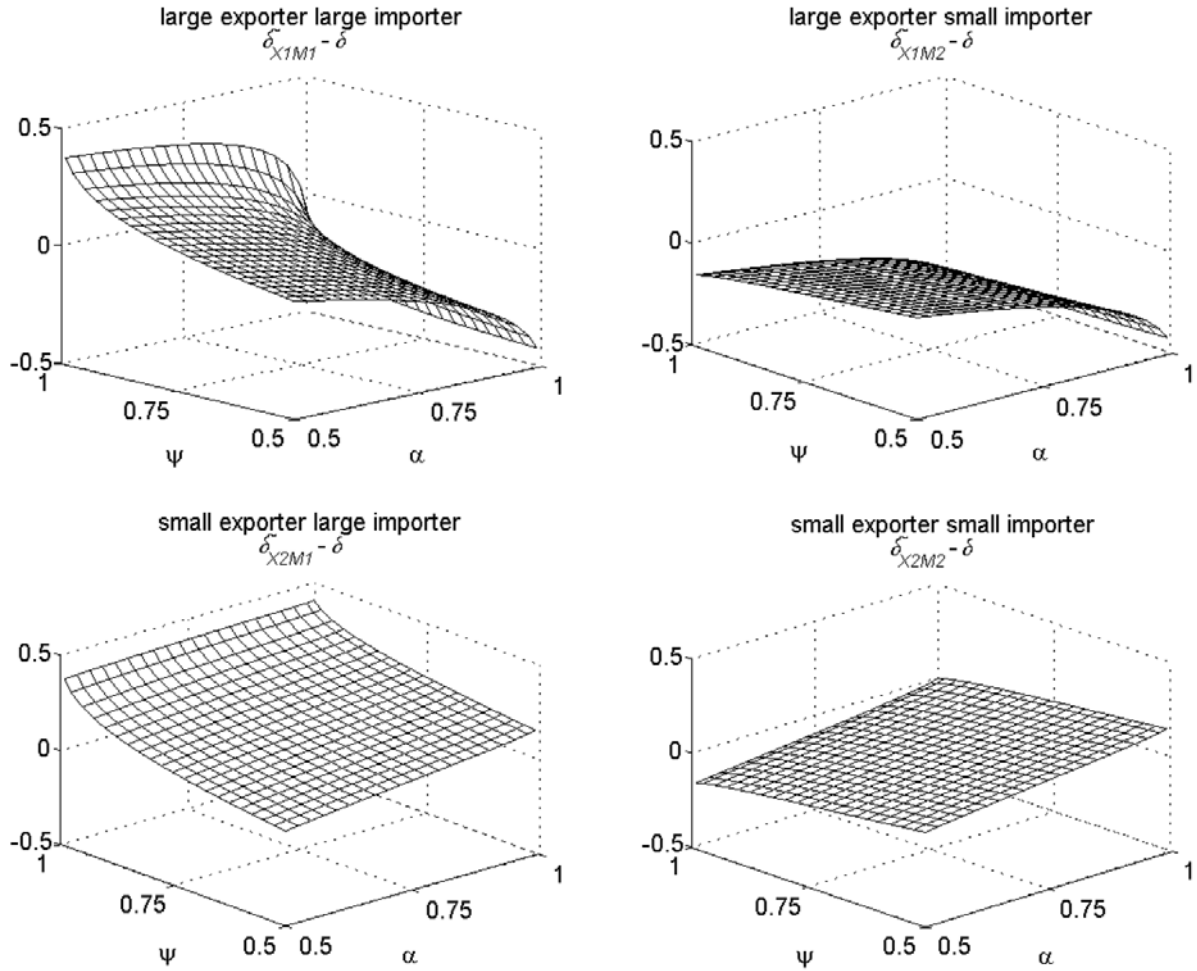 large exporter large importer
δ̃X1M1 - δ
0.5
0
-0.5
1
0.75
0.5
0.5
0.75
1
ψ
α
large exporter small importer
δ̃X1M2 - δ
0.5
0
-0.5
1
0.75
0.5
0.5
0.75
1
ψ
α
small exporter large importer
δ̃X2M1 - δ
0.5
0
-0.5
1
0.75
0.5
0.5
0.75
1
ψ
α
small exporter small importer
δ̃X2M2 - δ
0.5
0
-0.5
1
0.75
0.5
0.5
0.75
1
ψ
α